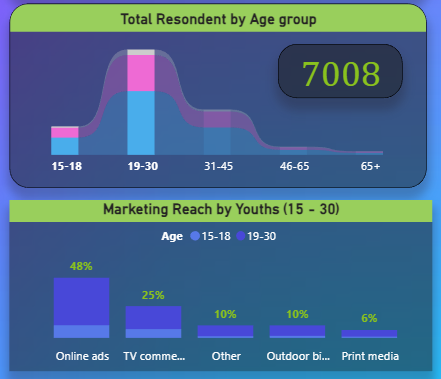 Total Resondent by Age group
7008
15-18 19-30 31-45 46-65 65+
Marketing Reach by Youths (15 - 30)
Age 15-18 19-30
48%
25%
10% 10%
6%
Online ads TV comme... Other Outdoor bi... Print media